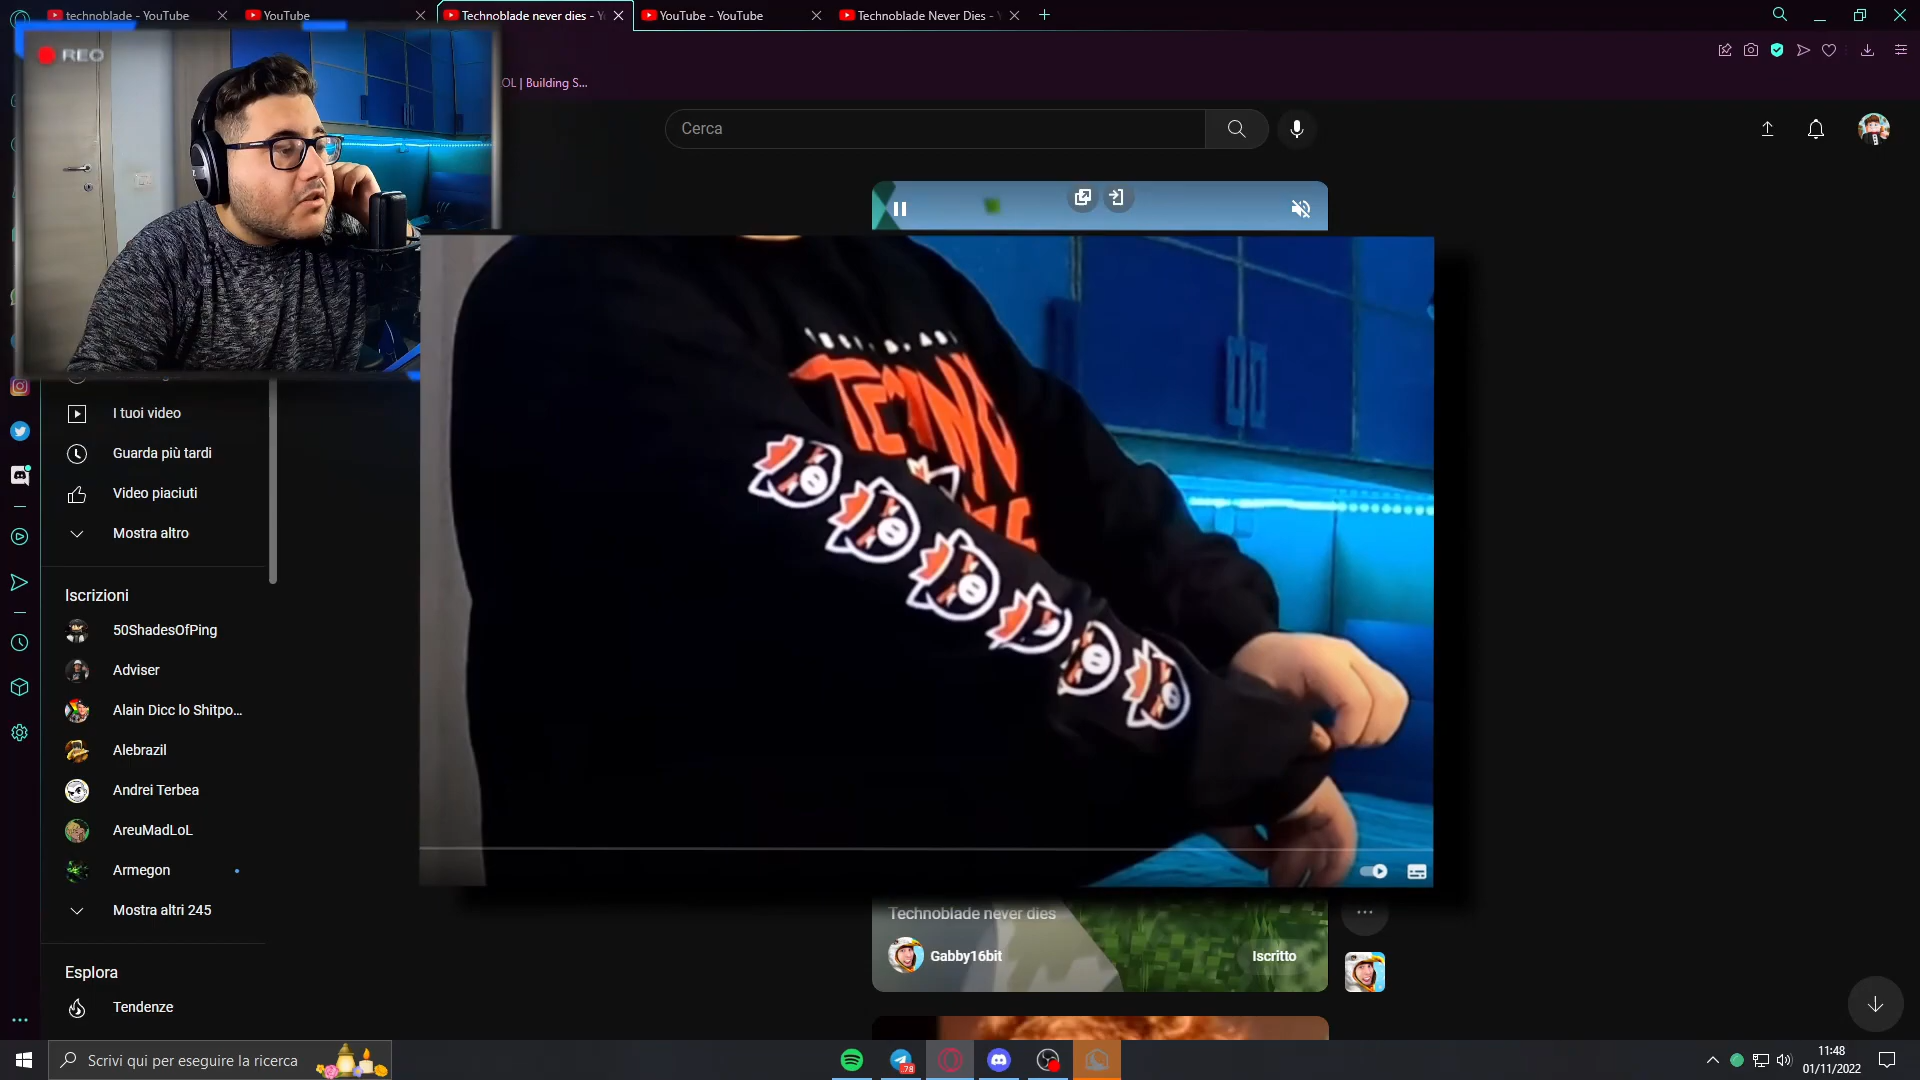 technoblade - YouTube
YouTube
Technoblade never dies - Y
YouTube - YouTube
Technoblade Never Dies -
REC
OL | Building S...
Cerca
I tuoi video
Guarda più tardi
Video piaciuti
Mostra altro
Iscrizioni
50ShadesOfPing
Adviser
Alain Dicc lo Shitpo...
Alebrazil
Andrei Terbea
AreuMadLoL
Armegon
Mostra altri 245
Esplora
Tendenze
TECHNO
Technoblade never dies
Gabby16bit
Iscritto
Scrivi qui per eseguire la ricerca
78
11:48
01/11/2022